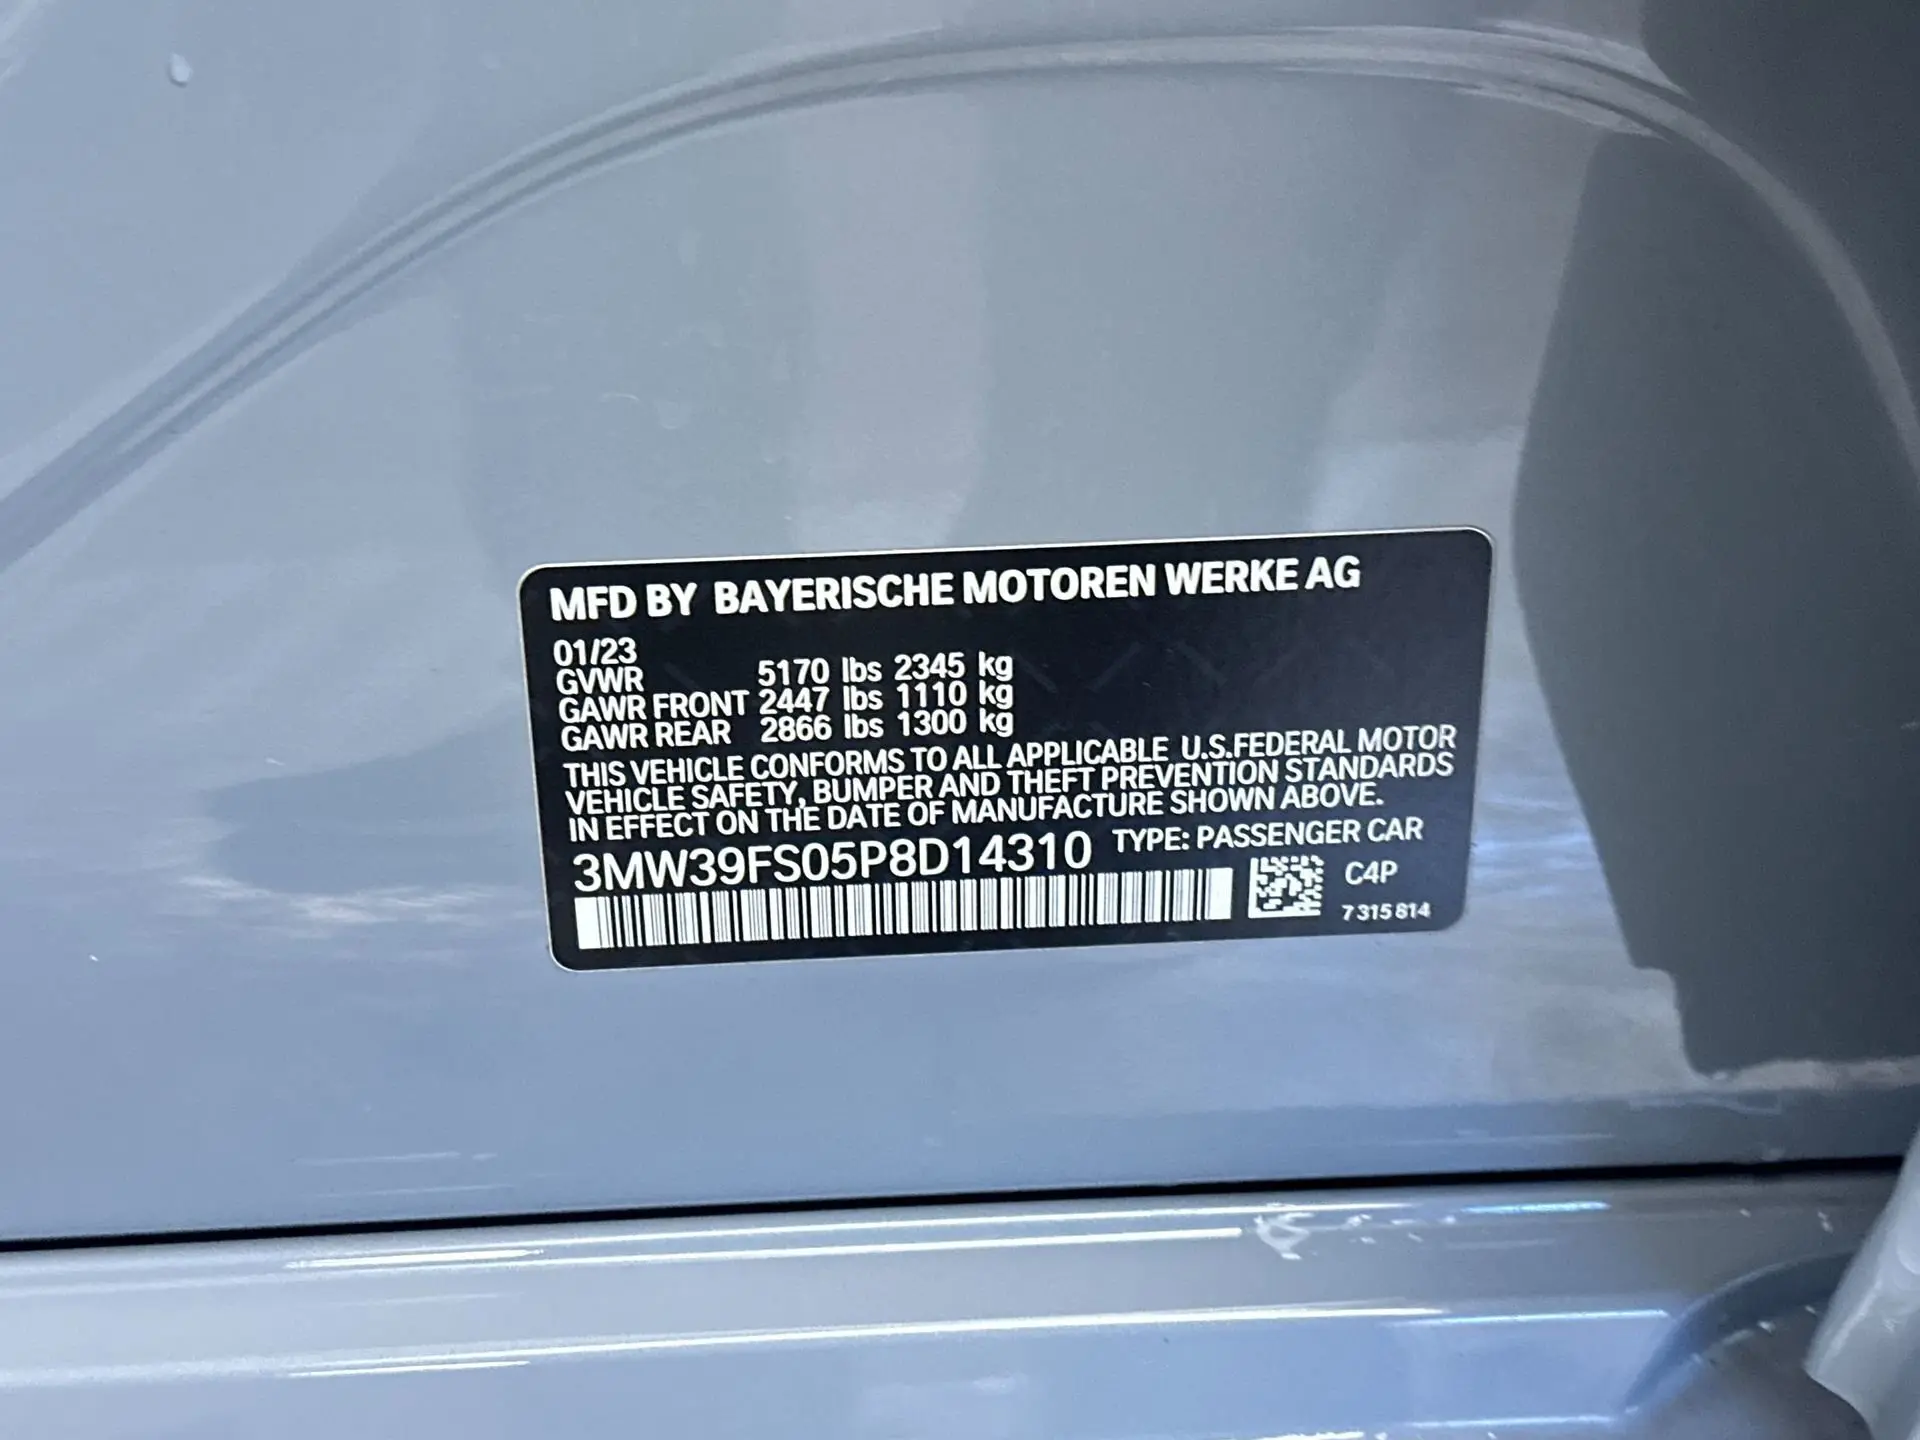 MFD BY BAYERISCHE MOTOREN WERKE AG
01/23
GVWR 5170 lbs 2345 kg
GAWR FRONT 2447 lbs 1110 kg
GAWR REAR 2866 lbs 1300 kg
THIS VEHICLE CONFORMS TO ALL APPLICABLE U.S.FEDERAL MOTOR
VEHICLE SAFETY, BUMPER AND THEFT PREVENTION STANDARDS
IN EFFECT ON THE DATE OF MANUFACTURE SHOWN ABOVE.
3MW39FS05P8D14310 TYPE: PASSENGER CAR
C4P
7 315 814